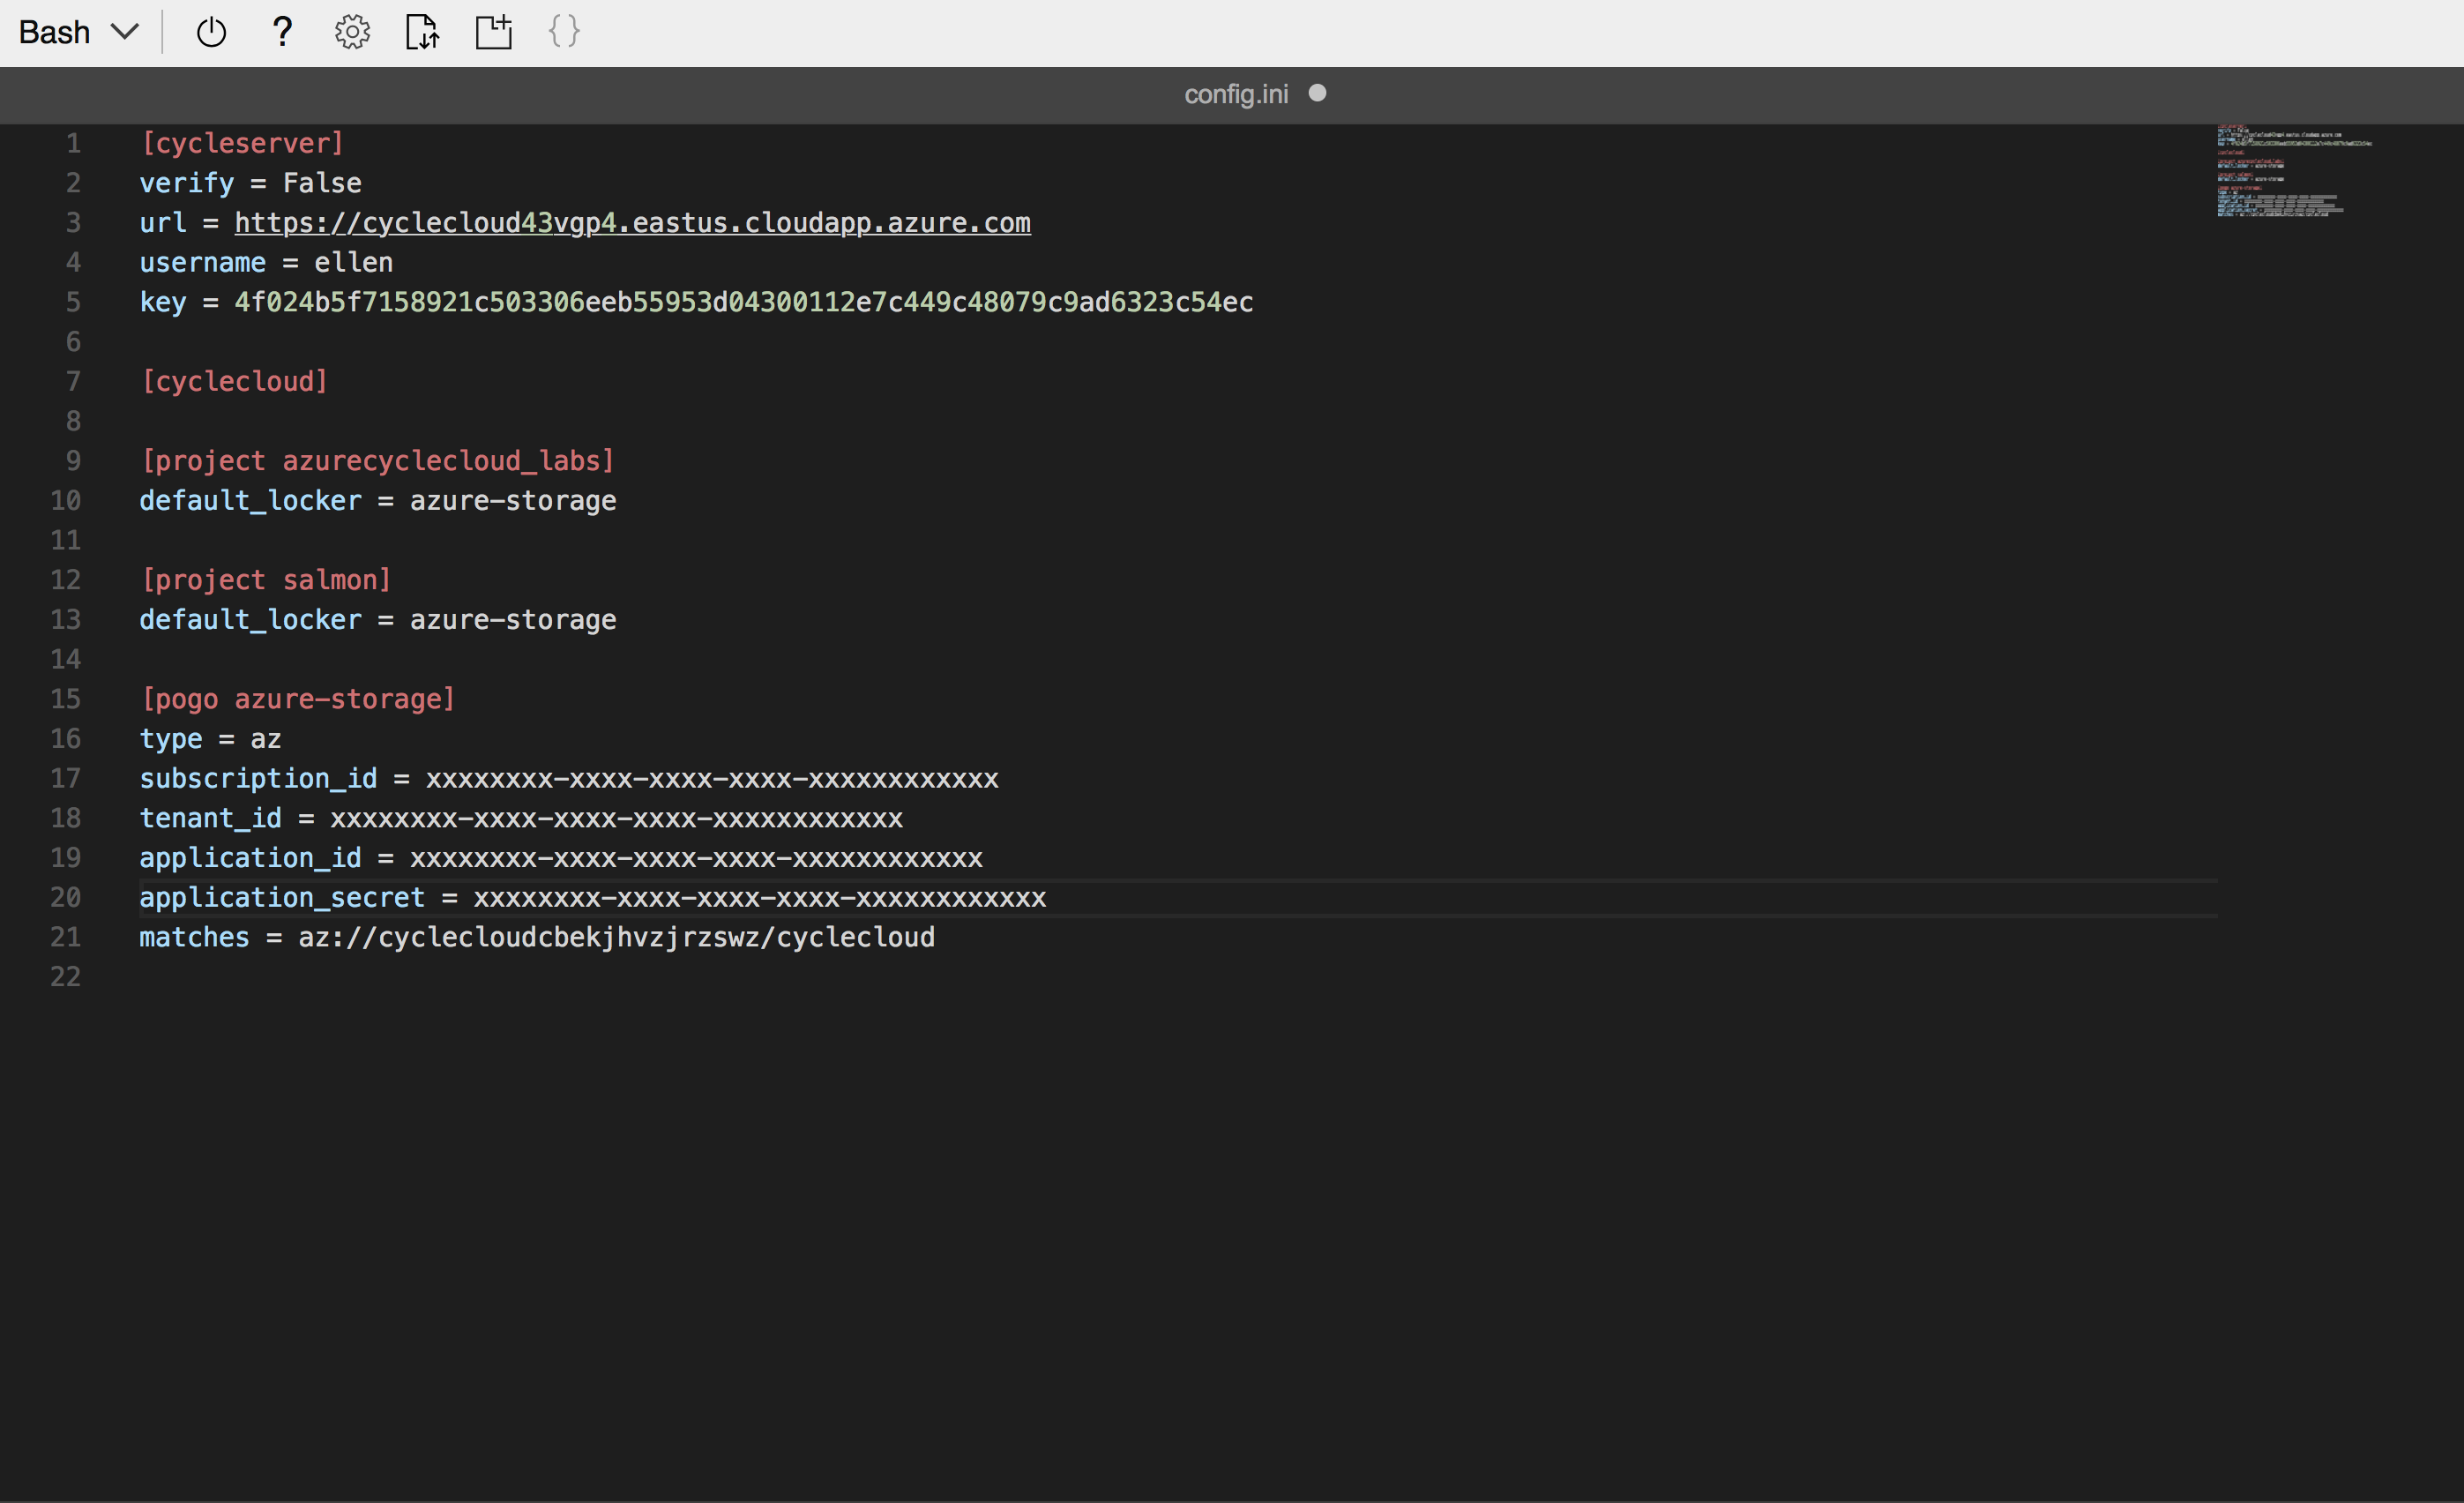 Bash
config.ini
1 [cycleserver]
2 verify = False
3 url = https://cyclecloud43vgp4.eastus.cloudapp.azure.com
4 username = ellen
5 key = 4f024b5f7158921c503306eeb55953d04300112e7c449c48079c9ad6323c54ec
6
7 [cyclecloud]
8
9 [project azurecyclecloud_labs]
10 default_locker = azure-storage
11
12 [project salmon]
13 default_locker = azure-storage
14
15 [pogo azure-storage]
16 type = az
17 subscription_id = xxxxxxxx-xxxx-xxxx-xxxx-xxxxxxxxxxxx
18 tenant_id = xxxxxxxx-xxxx-xxxx-xxxx-xxxxxxxxxxxx
19 application_id = xxxxxxxx-xxxx-xxxx-xxxx-xxxxxxxxxxxx
20 application_secret = xxxxxxxx-xxxx-xxxx-xxxx-xxxxxxxxxxxx
21 matches = az://cyclecloudcbekjhvzjrzswz/cyclecloud
22